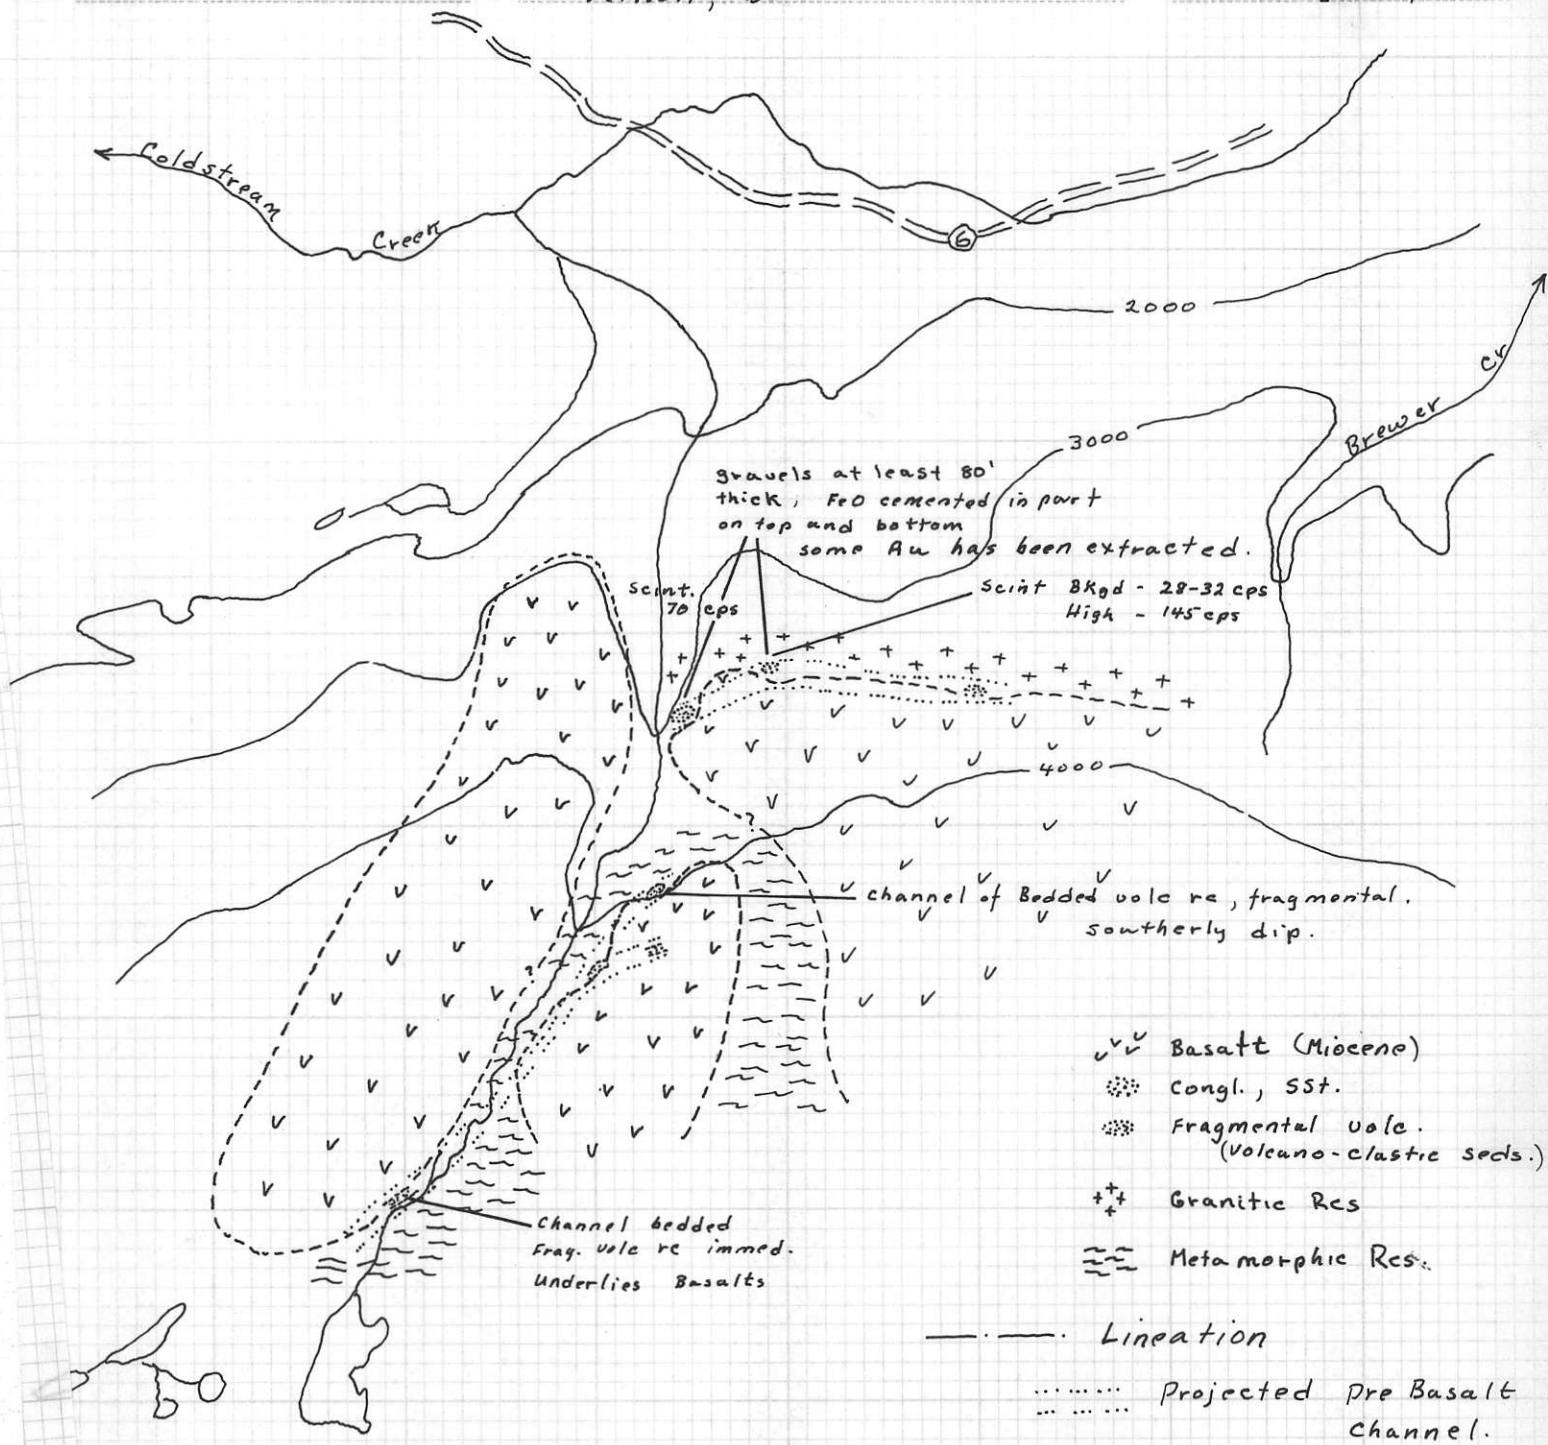 Coldstream
Creek
6
2000
Brewer Cr
3000
gravels at least 80'
thick, FeO cemented in part
on top and bottom
some Au has been extracted.
Scint.
70 cps
Scint Bkgd - 28-32 cps
High - 145 cps
4000
?
Channel of Bedded volc rc, fragmental.
southerly dip.
?
Basalt (Miocene)
Congl., SSt.
Fragmental volc.
(Volcano-clastic seds.)
Granitic Rcs
Metamorphic Rcs.
Channel bedded
Frag. volc rc immed.
Underlies Basalts
Lineation
Projected Pre Basalt
Channel.